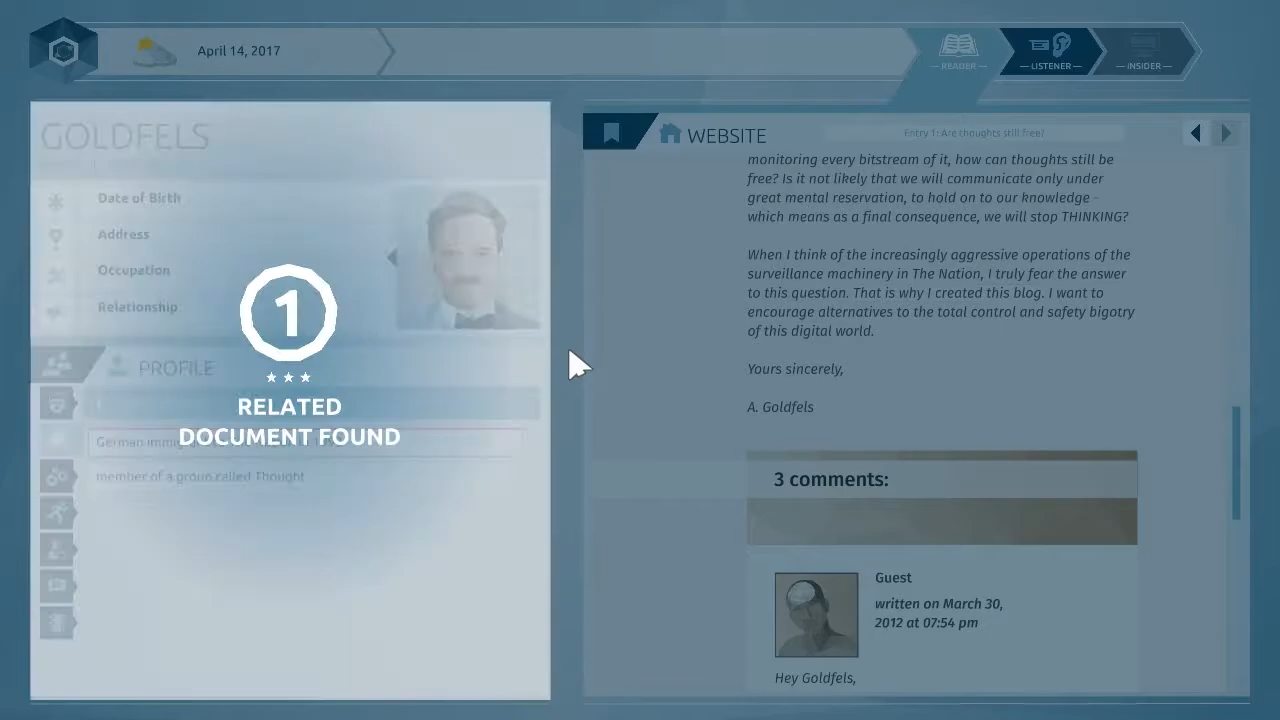 April 14, 2017
READER
LISTENER
INSIDER
GOLDFELS
Date of Birth
Address
Occupation
Relationship
PROFILE
1
RELATED
DOCUMENT FOUND
German immig
member of a group called Thought
WEBSITE
Entry 1: Are thoughts still free?
monitoring every bitstream of it, how can thoughts still be
free? Is it not likely that we will communicate only under
great mental reservation, to hold on to our knowledge –
which means as a final consequence, we will stop THINKING?
When I think of the increasingly aggressive operations of the
surveillance machinery in The Nation, I truly fear the answer
to this question. That is why I created this blog. I want to
encourage alternatives to the total control and safety bigotry
of this digital world.
Yours sincerely,
A. Goldfels
3 comments:
Guest
written on March 30,
2012 at 07:54 pm
Hey Goldfels,